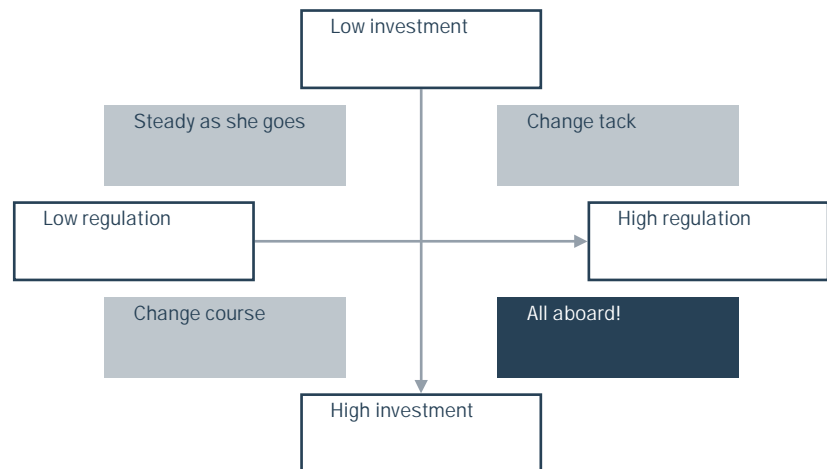 Low investment
Steady as she goes
Change tack
Low regulation
High regulation
Change course
All aboard!
High investment